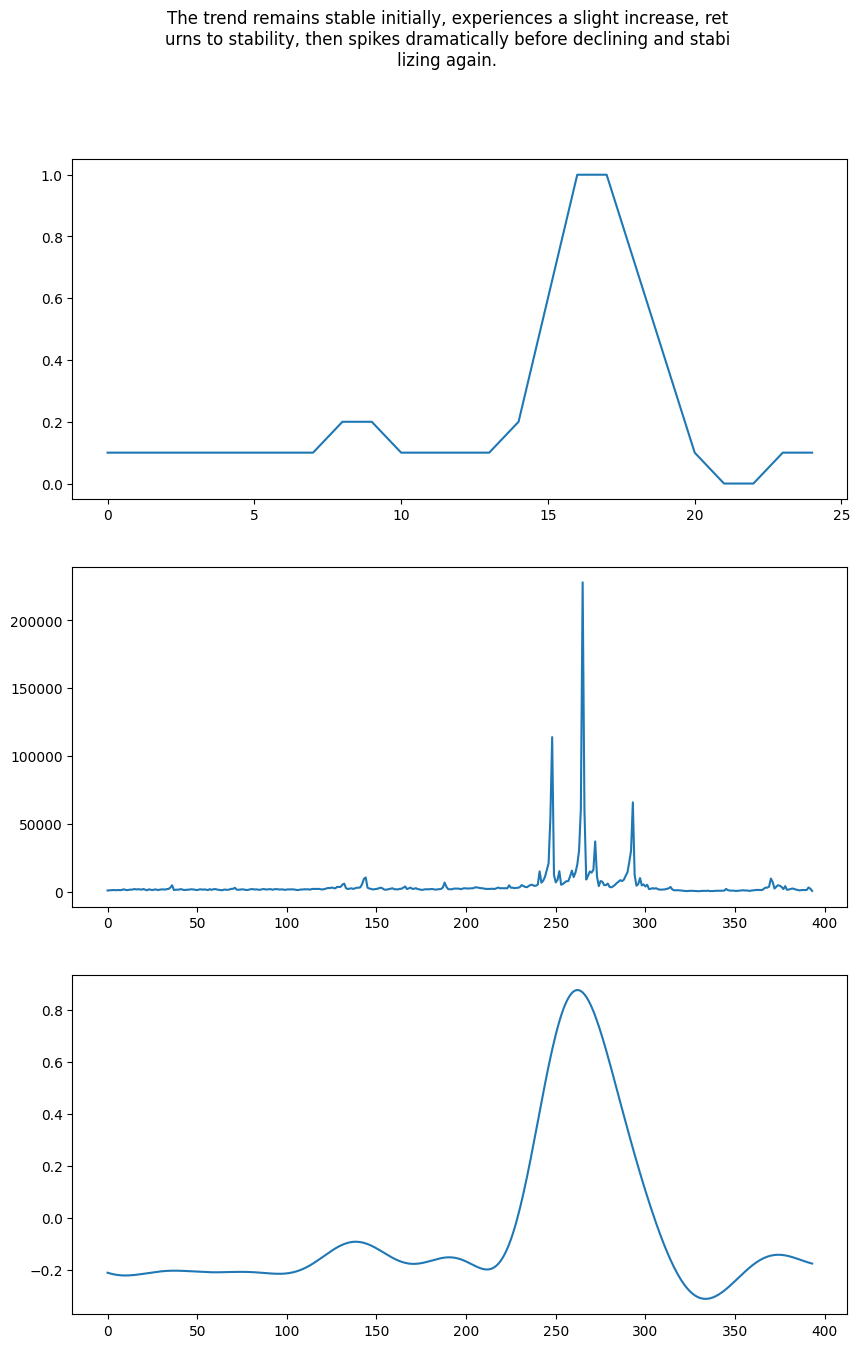 The trend remains stable initially, experiences a slight increase, ret
urns to stability, then spikes dramatically before declining and stabi
lizing again.
1.0
0.8
0.6
0.4
0.2
0.0
0 5 10 15 20 25
200000
150000
100000
50000
0
0 50 100 150 200 250 300 350 400
0.8
0.6
0.4
0.2
0.0
−0.2
0 50 100 150 200 250 300 350 400